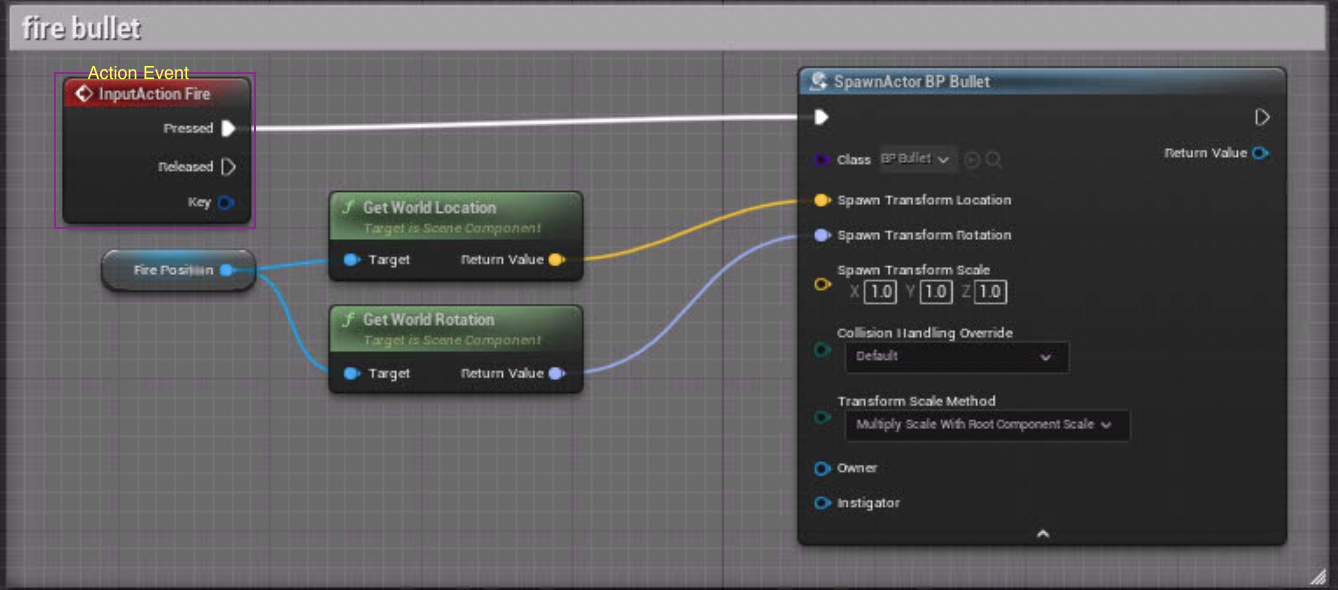 fire bullet
Action Event
InputAction Fire
Pressed
Released
Key
Fire Position
f Get World Location
Target is Scene Component
Target Return Value
f Get World Rotation
Target is Scene Component
Target Return Value
SpawnActor BP Bullet
Class BP Bullet
Return Value
Spawn Transform Location
Spawn Transform Rotation
Spawn Transform Scale
X 1.0 Y 1.0 Z 1.0
Collision Handling Override
Default
Transform Scale Method
Multiply Scale With Root Component Scale
Owner
Instigator